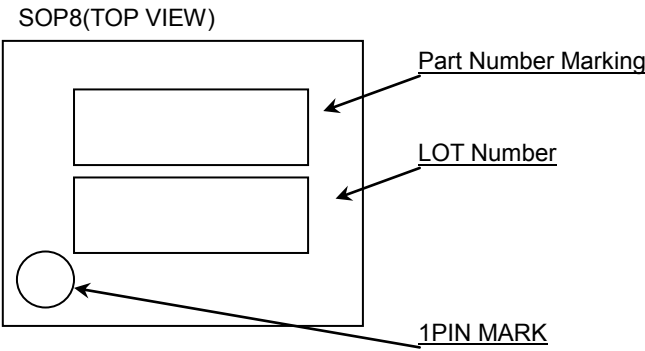 SOP8(TOP VIEW)
Part Number Marking
LOT Number
1PIN MARK